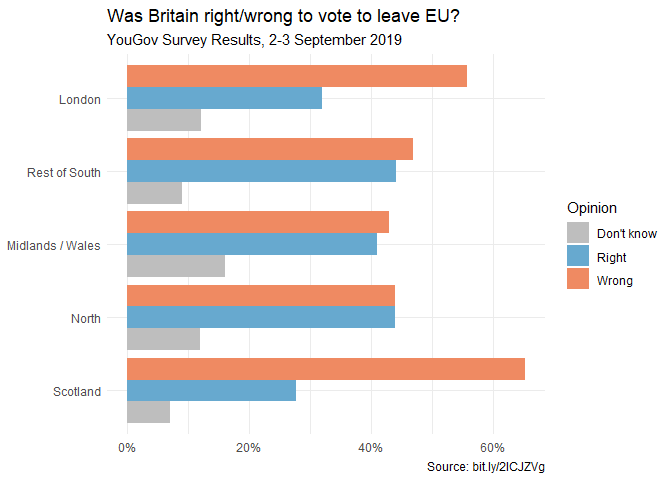 Was Britain right/wrong to vote to leave EU?
YouGov Survey Results, 2-3 September 2019
London
Rest of South
Midlands / Wales
North
Scotland
0% 20% 40% 60%
Opinion
Don't know
Right
Wrong
Source: bit.ly/2lCJZVg